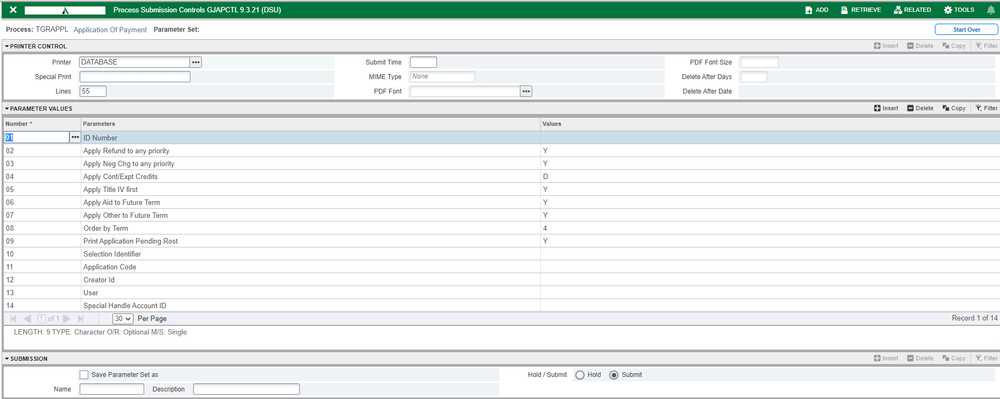 Process Submission Controls GJAPCTL 9.3.21 (DSU) ADD RETRIEVE RELATED TOOLS
Process: TGRAPPL Application Of Payment Parameter Set: Start Over
PRINTER CONTROL Insert Delete Copy Filter
Printer DATABASE Submit Time PDF Font Size
Special Print MIME Type None Delete After Days
Lines 55 PDF Font Delete After Date
PARAMETER VALUES Insert Delete Copy Filter
Number * Parameters Values
01 ID Number
02 Apply Refund to any priority Y
03 Apply Neg Chg to any priority Y
04 Apply Cont/Expt Credits D
05 Apply Title IV first Y
06 Apply Aid to Future Term Y
07 Apply Other to Future Term Y
08 Order by Term 4
09 Print Application Pending Rost Y
10 Selection Identifier
11 Application Code
12 Creator Id
13 User
14 Special Handle Account ID
1 of 1 30 Per Page Record 1 of 14
LENGTH: 9 TYPE: Character O/R: Optional M/S: Single
SUBMISSION Insert Delete Copy Filter
Save Parameter Set as Hold / Submit Hold Submit
Name Description